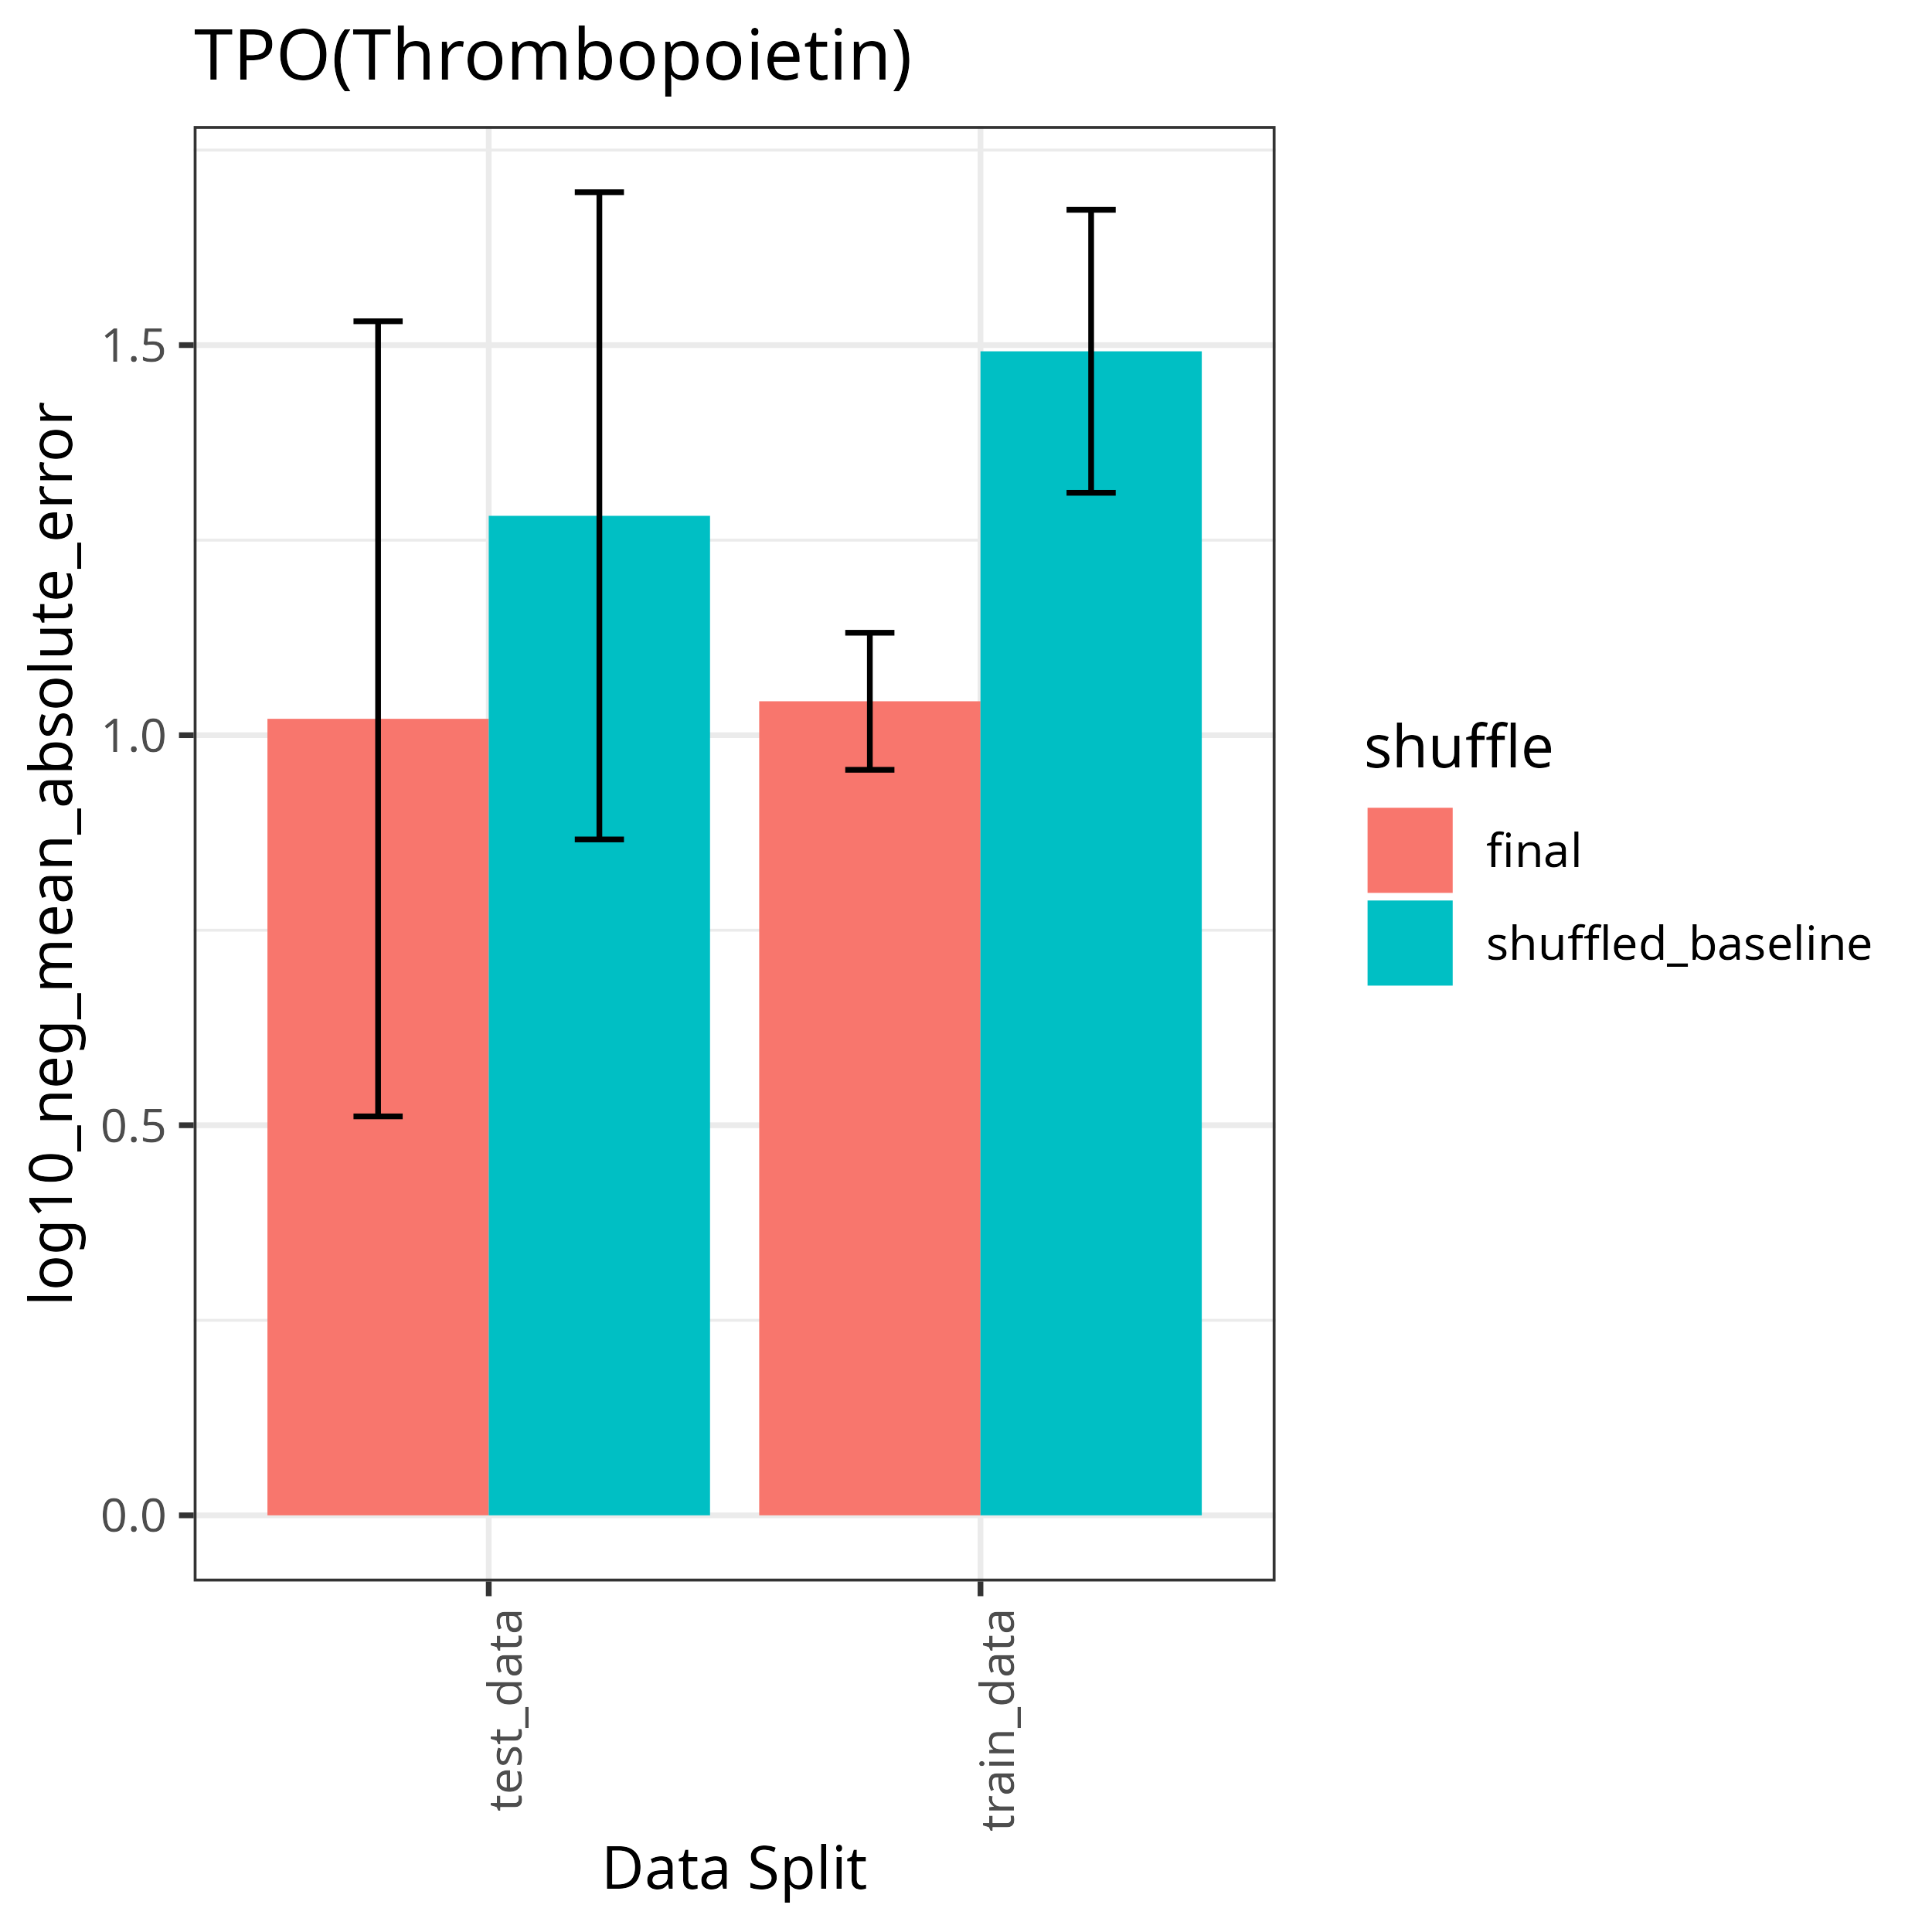 TPO(Thrombopoietin)
log10_neg_mean_absolute_error
1.5
1.0
0.5
0.0
test_data
train_data
Data Split
shuffle
final
shuffled_baseline